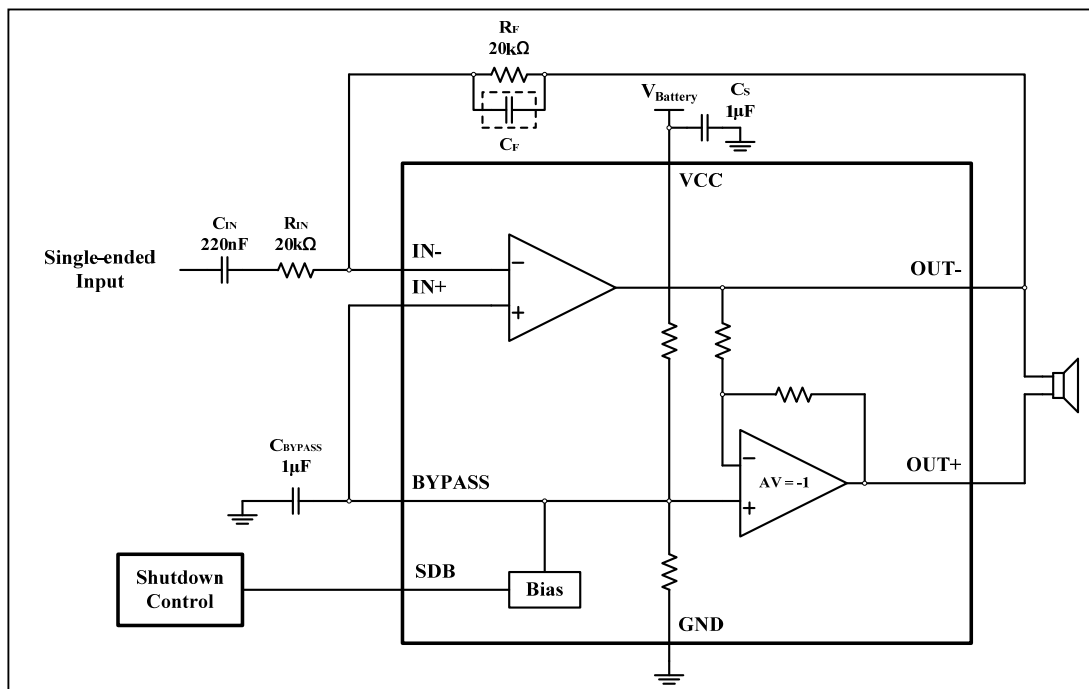 RF
20kΩ
CF
VBattery
CS
1μF
VCC
CIN
220nF
RIN
20kΩ
Single-ended
Input
IN-
IN+
OUT-
CBYPASS
1μF
BYPASS
AV = -1
OUT+
Shutdown
Control
SDB
Bias
GND